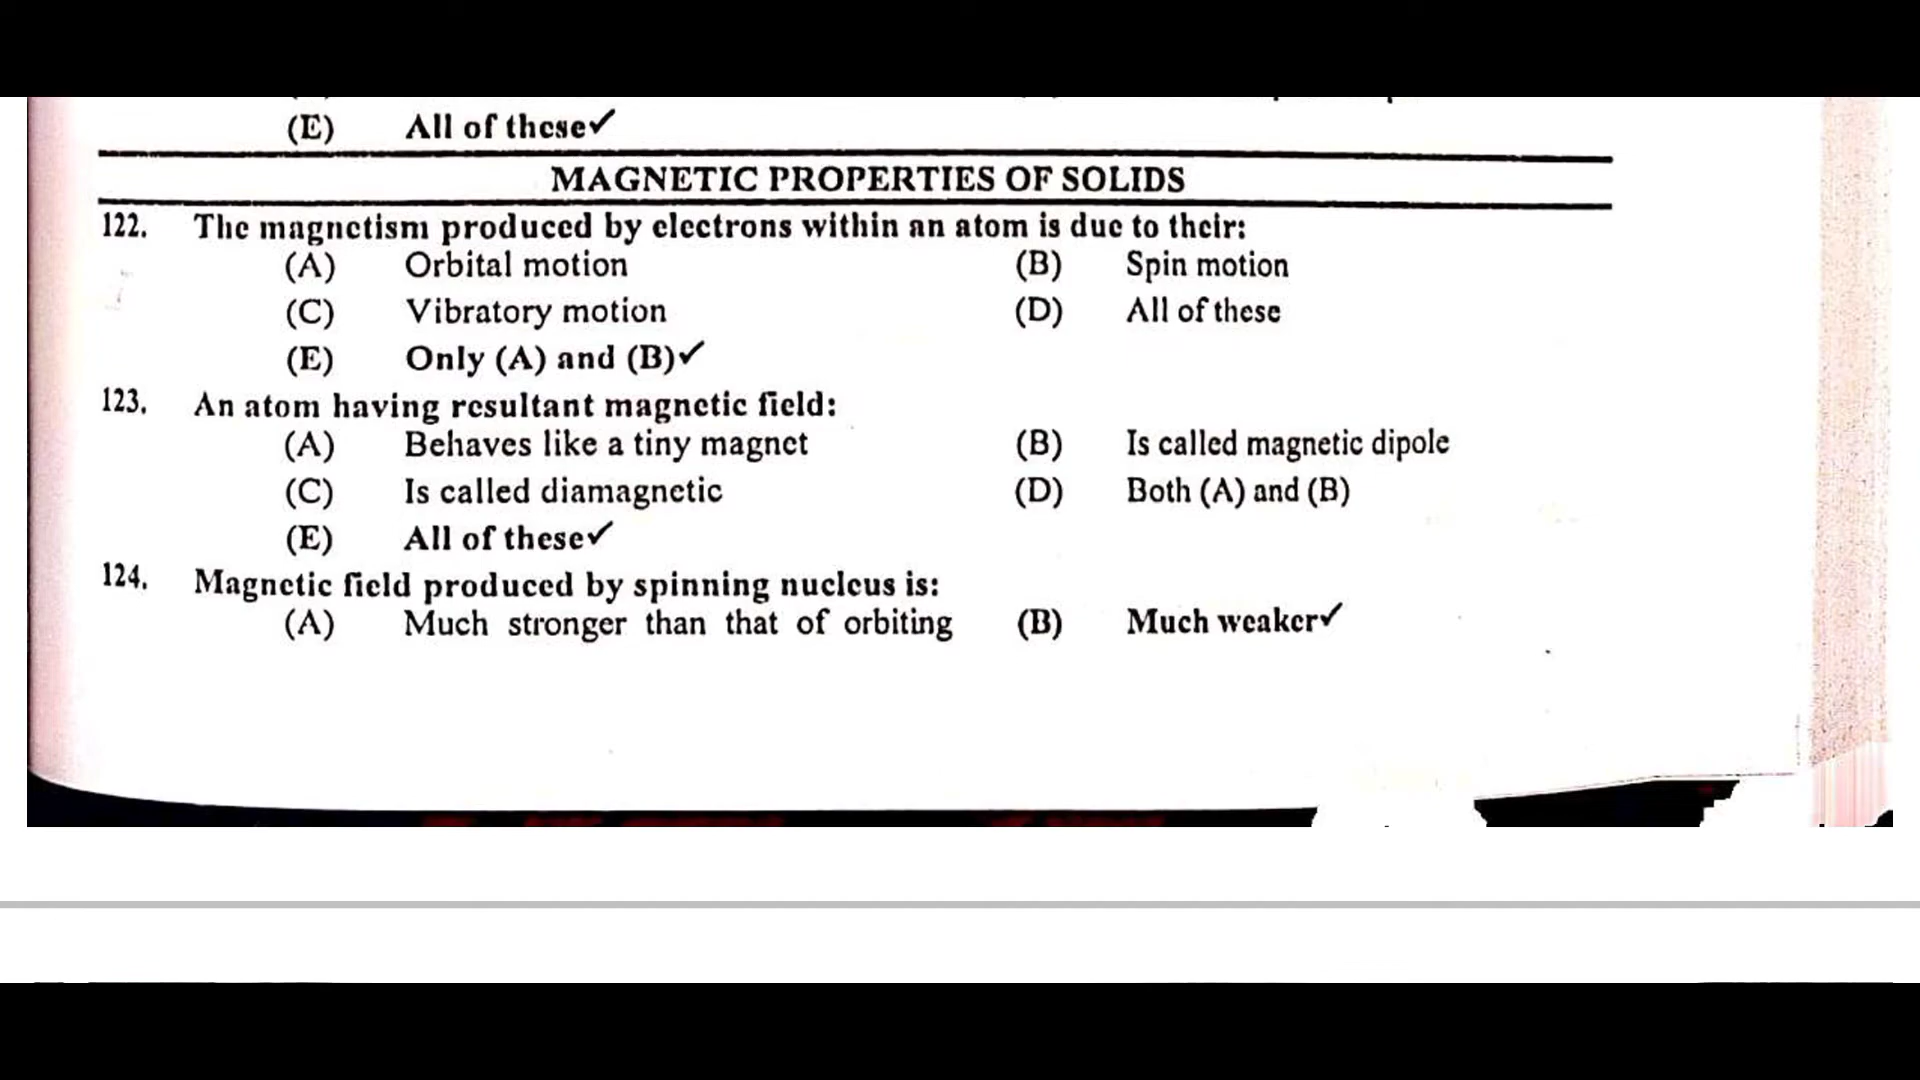 (E) All of these✓
MAGNETIC PROPERTIES OF SOLIDS
122. The magnetism produced by electrons within an atom is due to their:
(A) Orbital motion (B) Spin motion
(C) Vibratory motion (D) All of these
(E) Only (A) and (B)✓
123. An atom having resultant magnetic field:
(A) Behaves like a tiny magnet (B) Is called magnetic dipole
(C) Is called diamagnetic (D) Both (A) and (B)
(E) All of these✓
124. Magnetic field produced by spinning nucleus is:
(A) Much stronger than that of orbiting (B) Much weaker✓